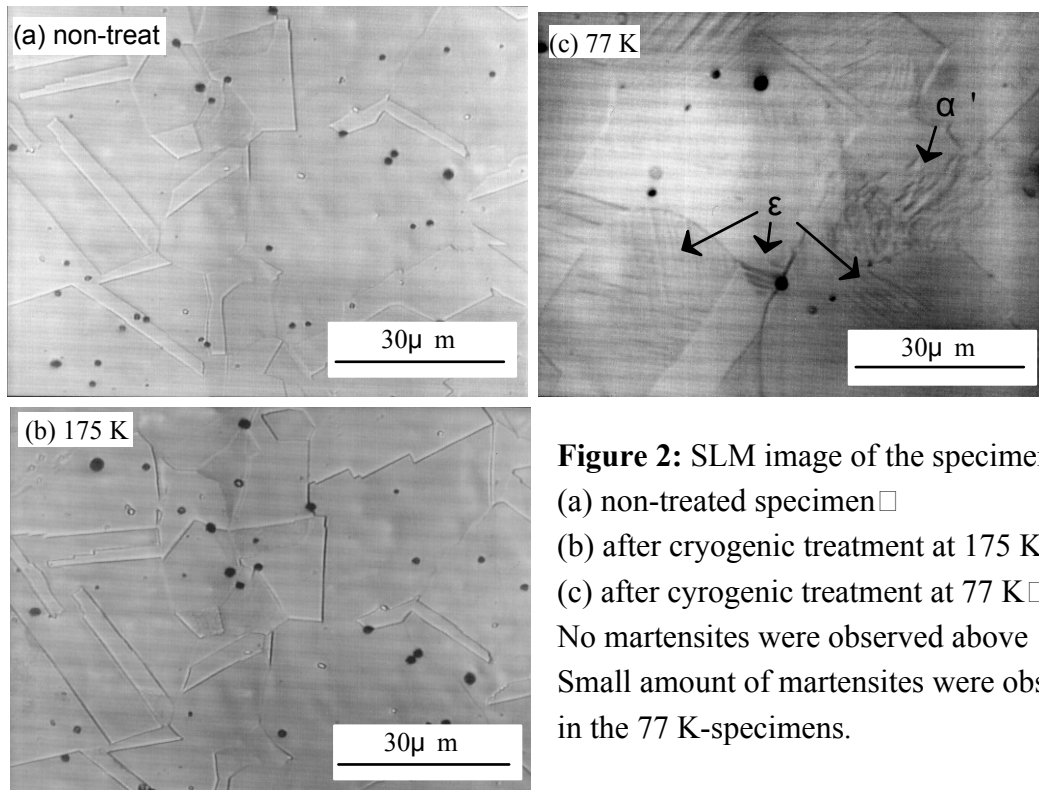 (a) non-treat
30μ m
(c) 77 K
α '
ε
30μ m
(b) 175 K
30μ m
Figure 2: SLM image of the specimen
(a) non-treated specimen□
(b) after cryogenic treatment at 175 K
(c) after cyrogenic treatment at 77 K□
No martensites were observed above
Small amount of martensites were obs
in the 77 K-specimens.